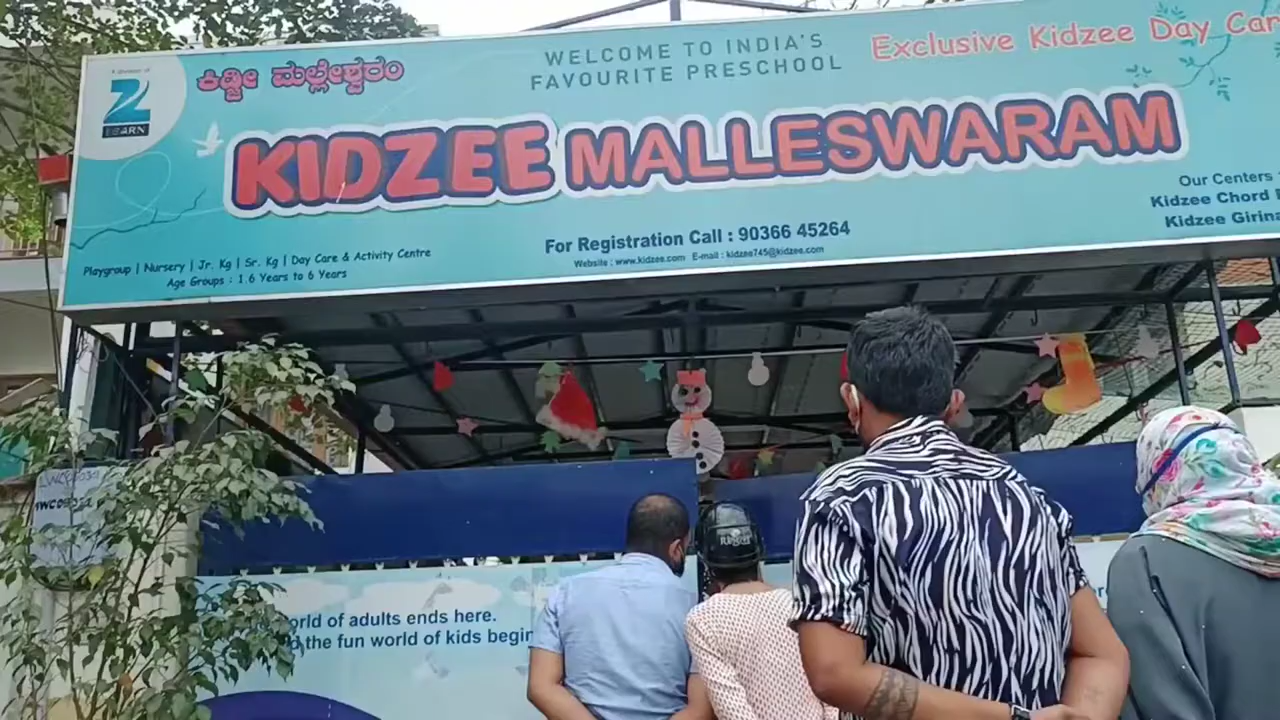 ಕಿಡ್ಜೀ ಮಲ್ಲೇಶ್ವರಂ
WELCOME TO INDIA'S
FAVOURITE PRESCHOOL
Exclusive Kidzee Day Car
Z
LEARN
KIDZEE MALLESWARAM
Our Centers
Kidzee Chord
Kidzee Girin
For Registration Call : 90366 45264
Website : www.kidzee.com E-mail : kidzee745@kidzee.com
Playgroup | Nursery | Jr. Kg | Sr. Kg | Day Care & Activity Centre
Age Groups : 1.6 Years to 6 Years
orld of adults ends here.
the fun world of kids begin